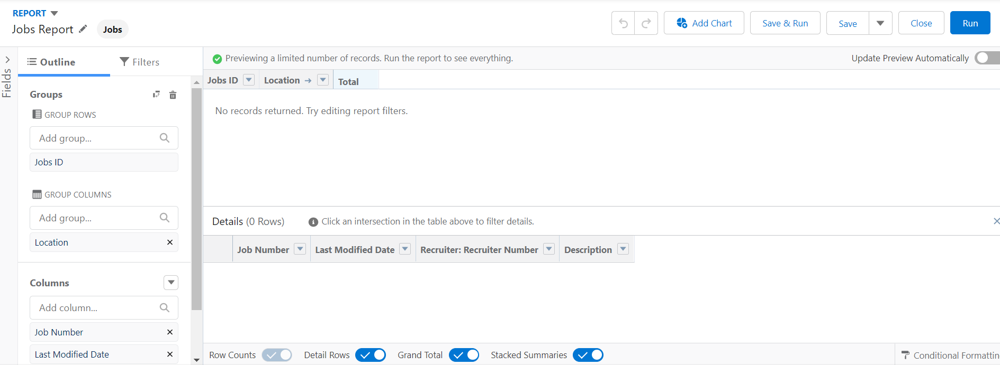 REPORT
Jobs Report
Jobs
Add Chart
Save & Run
Save
Close
Run
Fields
Outline
Filters
Groups
GROUP ROWS
Add group...
Jobs ID
GROUP COLUMNS
Add group...
Location
Columns
Add column...
Job Number
Last Modified Date
Previewing a limited number of records. Run the report to see everything.
Update Preview Automatically
Jobs ID
Location →
Total
No records returned. Try editing report filters.
Details (0 Rows)
Click an intersection in the table above to filter details.
Job Number
Last Modified Date
Recruiter: Recruiter Number
Description
Row Counts
Detail Rows
Grand Total
Stacked Summaries
Conditional Formattin